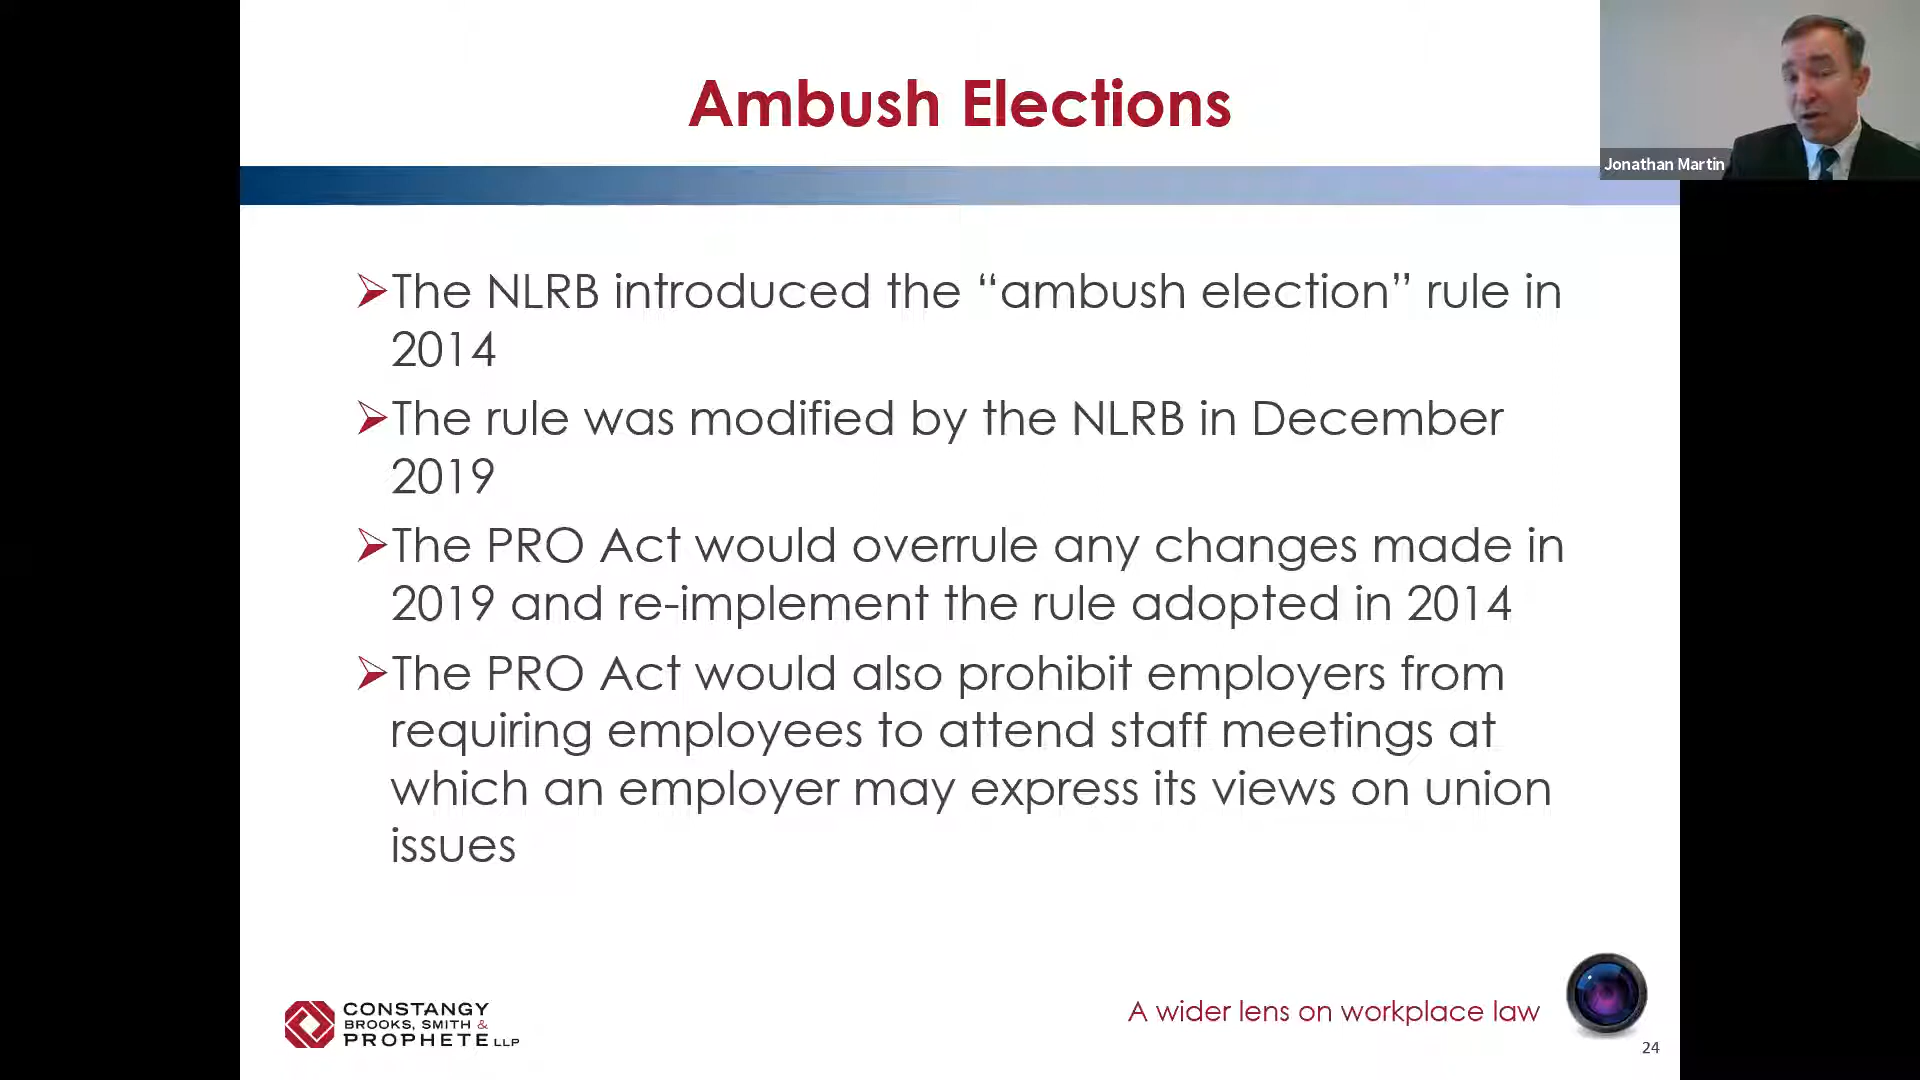 Ambush Elections
Jonathan Martin
➢The NLRB introduced the “ambush election” rule in
2014
➢The rule was modified by the NLRB in December
2019
➢The PRO Act would overrule any changes made in
2019 and re-implement the rule adopted in 2014
➢The PRO Act would also prohibit employers from
requiring employees to attend staff meetings at
which an employer may express its views on union
issues
CONSTANGY
BROOKS, SMITH &
PROPHETE LLP
A wider lens on workplace law
24